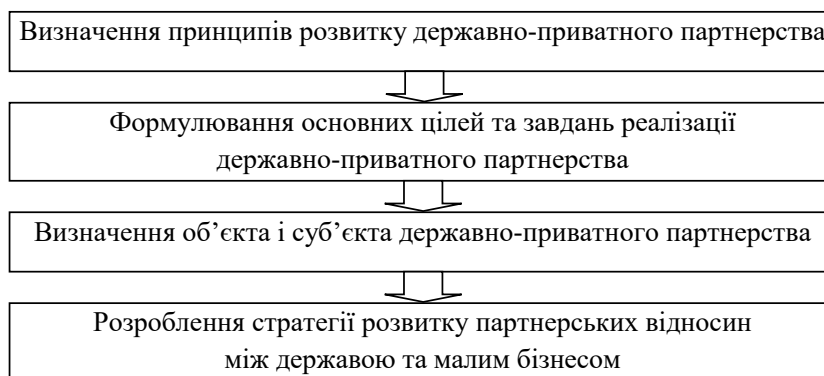 Визначення принципів розвитку державно-приватного партнерства
Формулювання основних цілей та завдань реалізації
державно-приватного партнерства
Визначення об’єкта і суб’єкта державно-приватного партнерства
Розроблення стратегії розвитку партнерських відносин
між державою та малим бізнесом